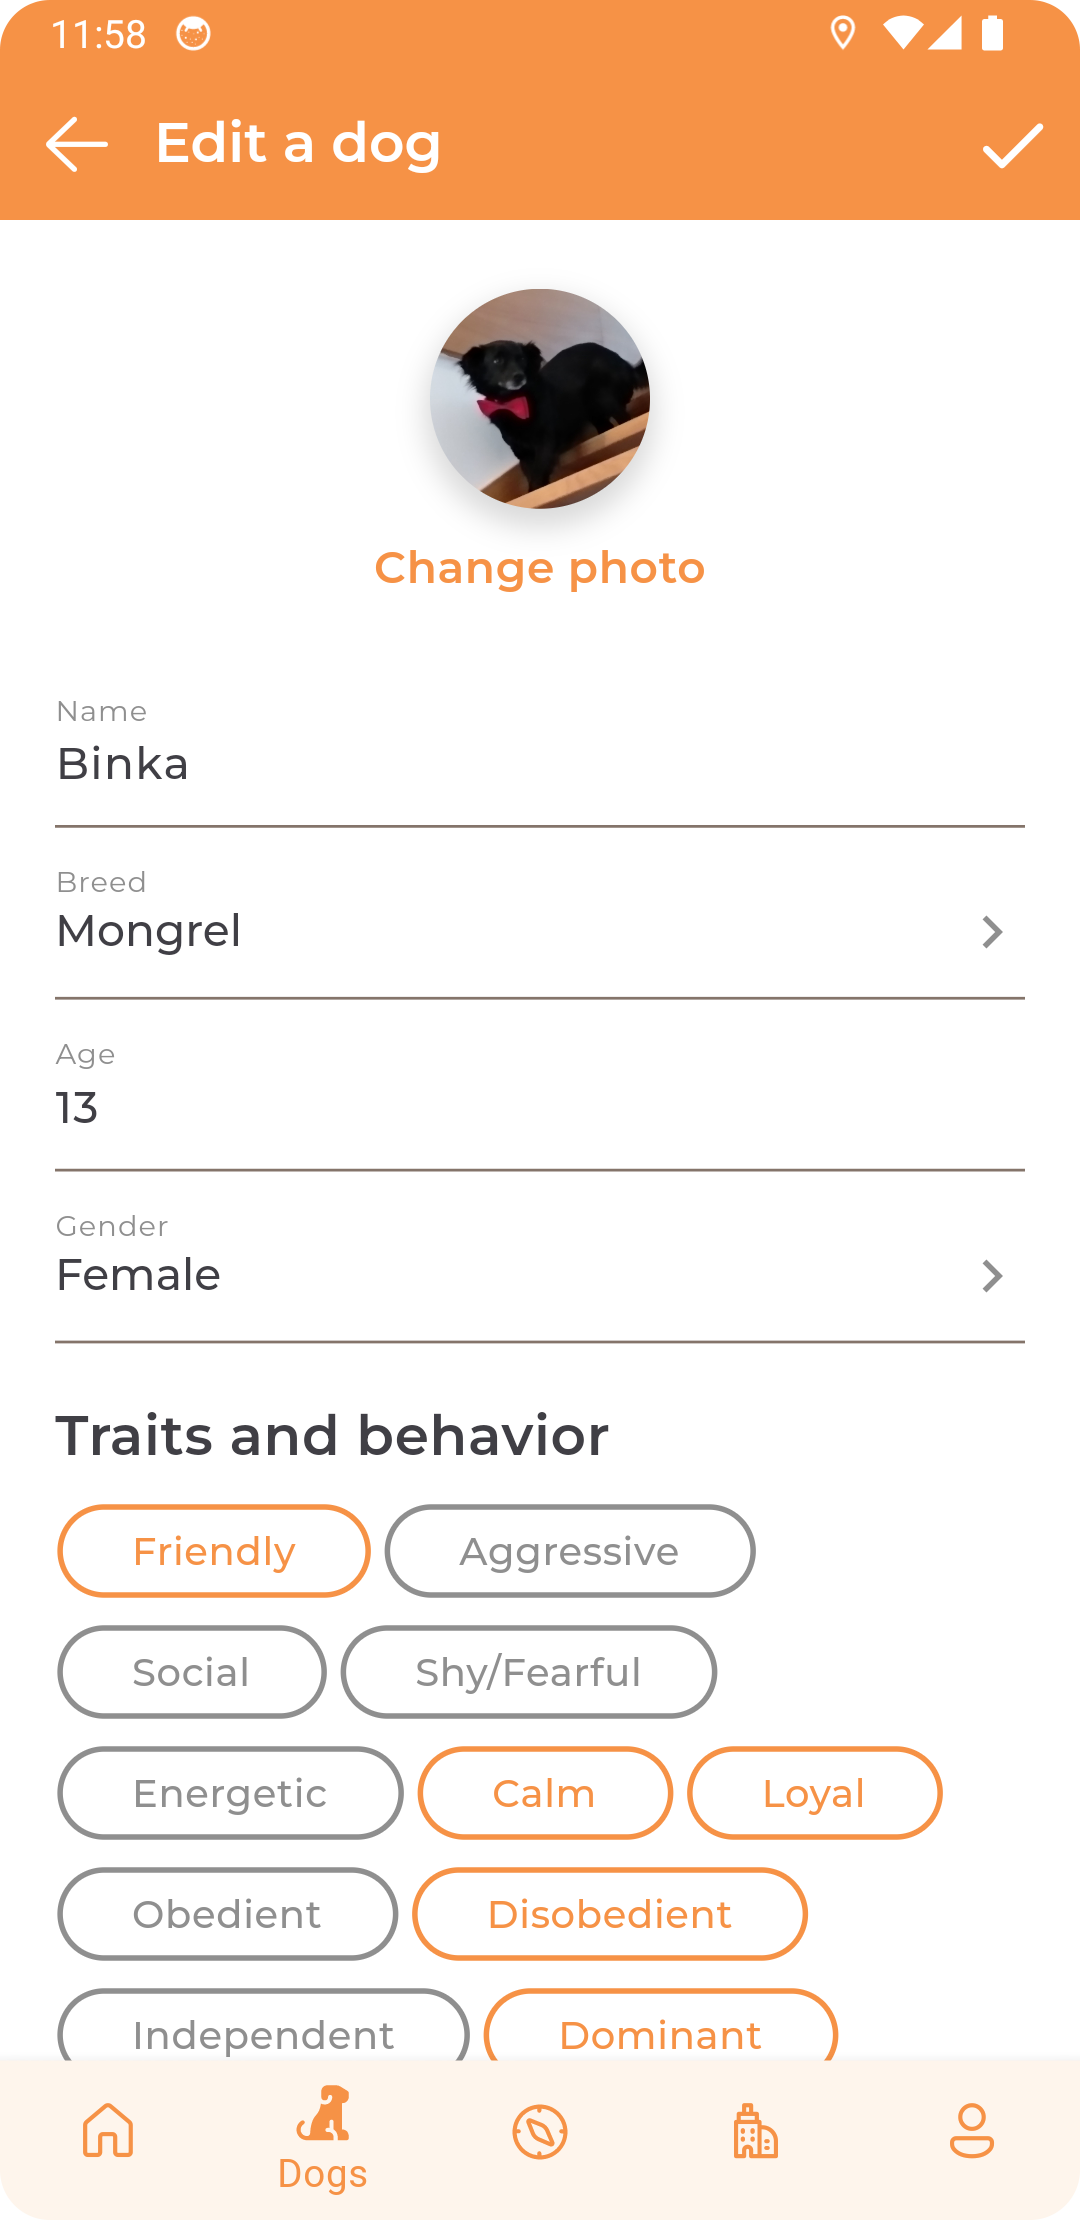 11:58
Edit a dog
Change photo
Name
Binka
Breed
Mongrel
Age
13
Gender
Female
Traits and behavior
Friendly Aggressive
Social Shy/Fearful
Energetic Calm Loyal
Obedient Disobedient
Independent Dominant
Dogs